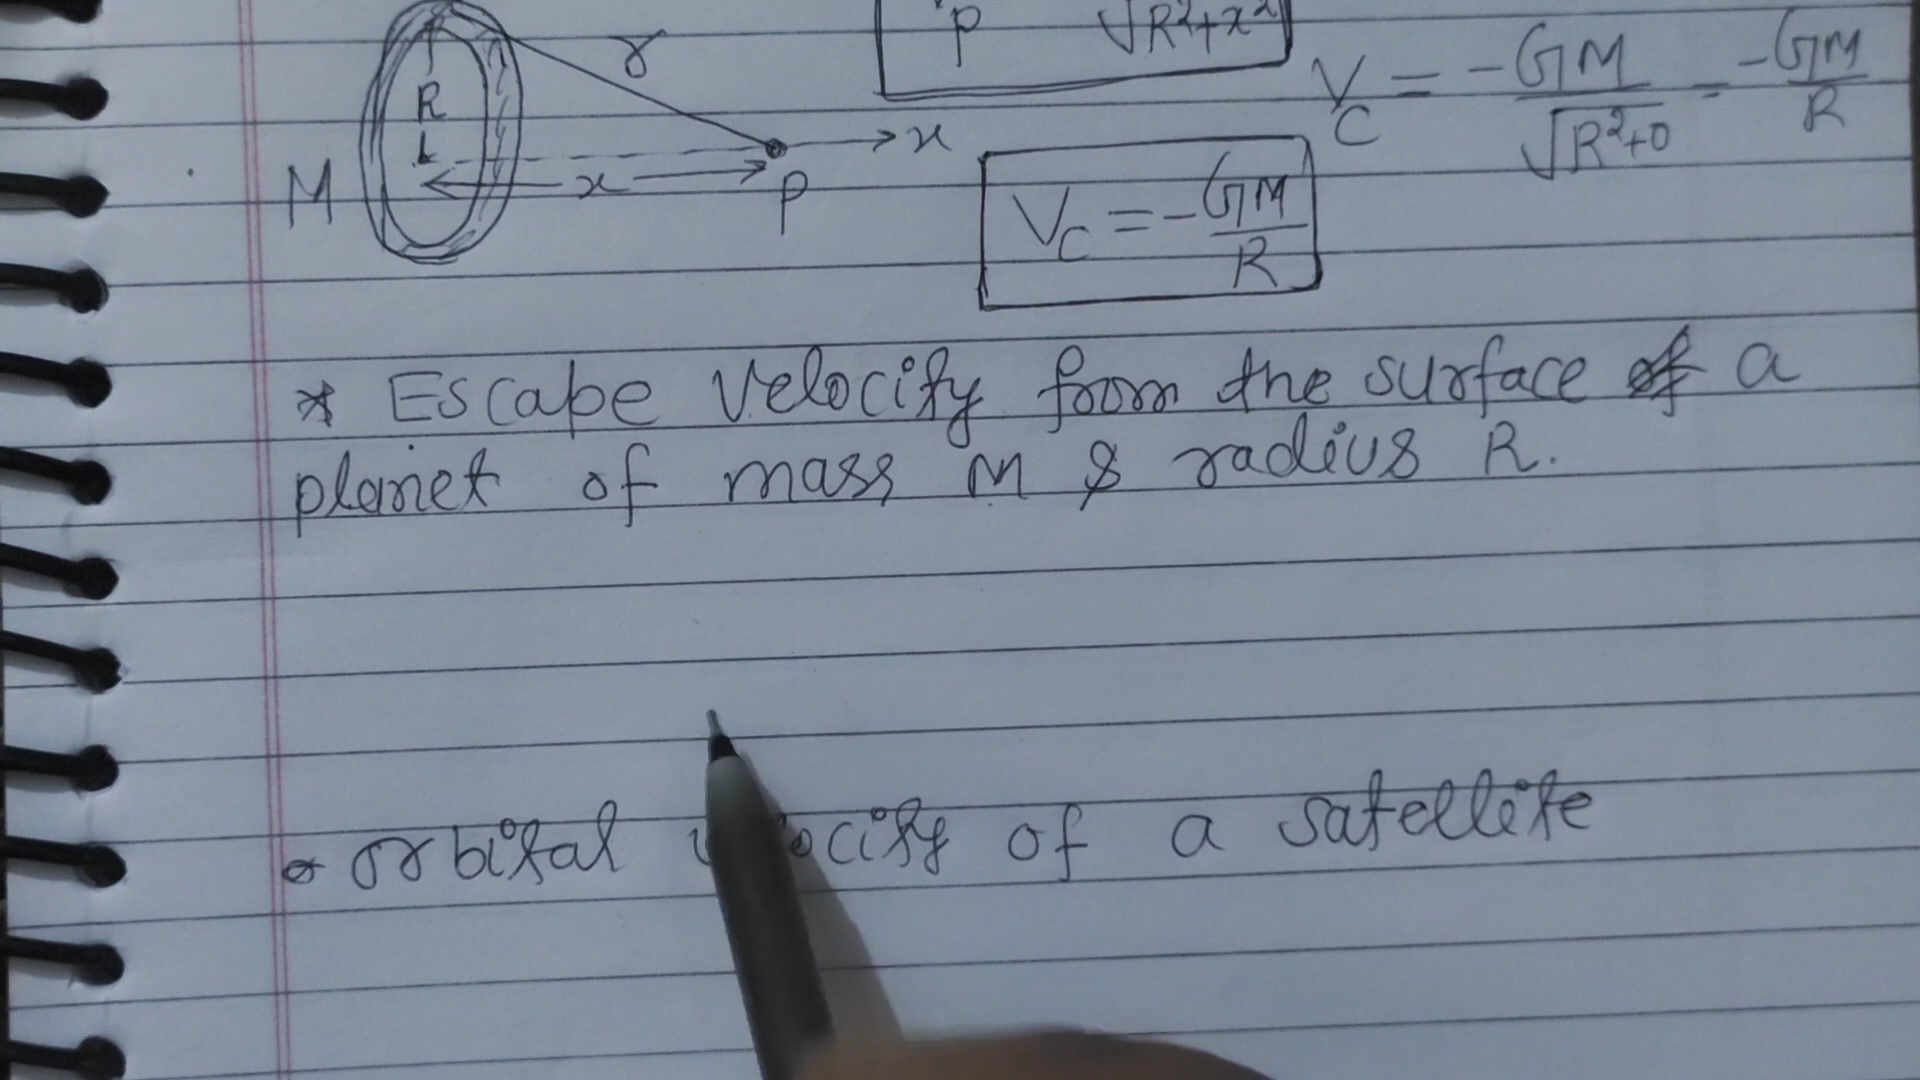 P √R²+x²
r
V_C = -GM/√R²+0 = -GM/R
R
x
M
x
P
V_C = -GM/R
* Escape Velocity from the surface of a
planet of mass M & radius R.
orbital velocity of a satellite